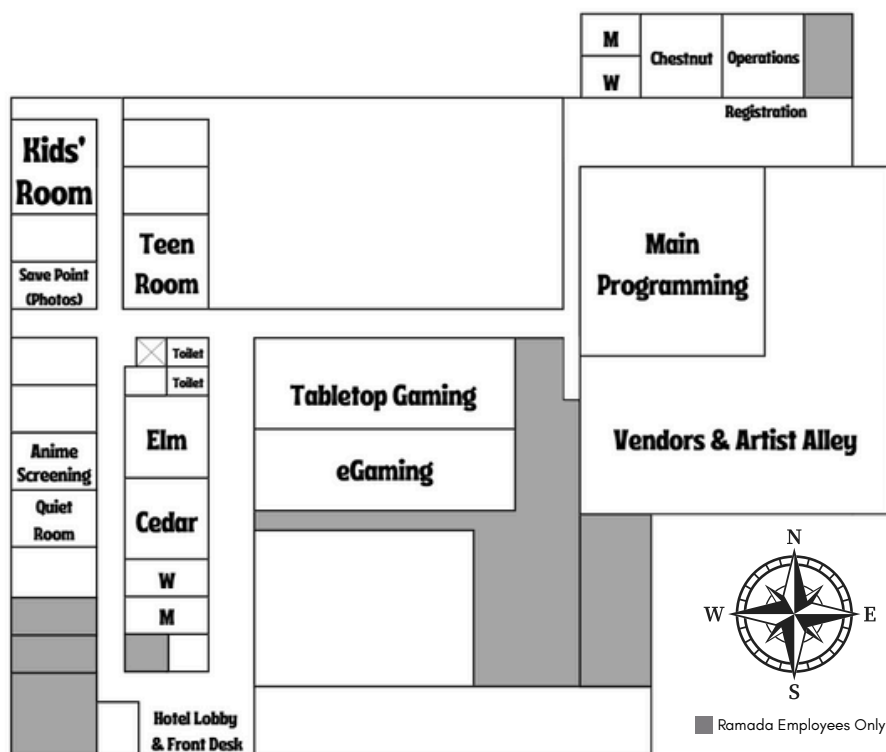 M
W
Chestnut
Operations
Registration
Kids'
Room
Save Point
(Photos)
Teen
Room
Main
Programming
Toilet
Toilet
Tabletop Gaming
eGaming
Vendors & Artist Alley
Elm
Anime
Screening
Quiet
Room
Cedar
W
M
Hotel Lobby
& Front Desk
N
W
E
S
Ramada Employees Only